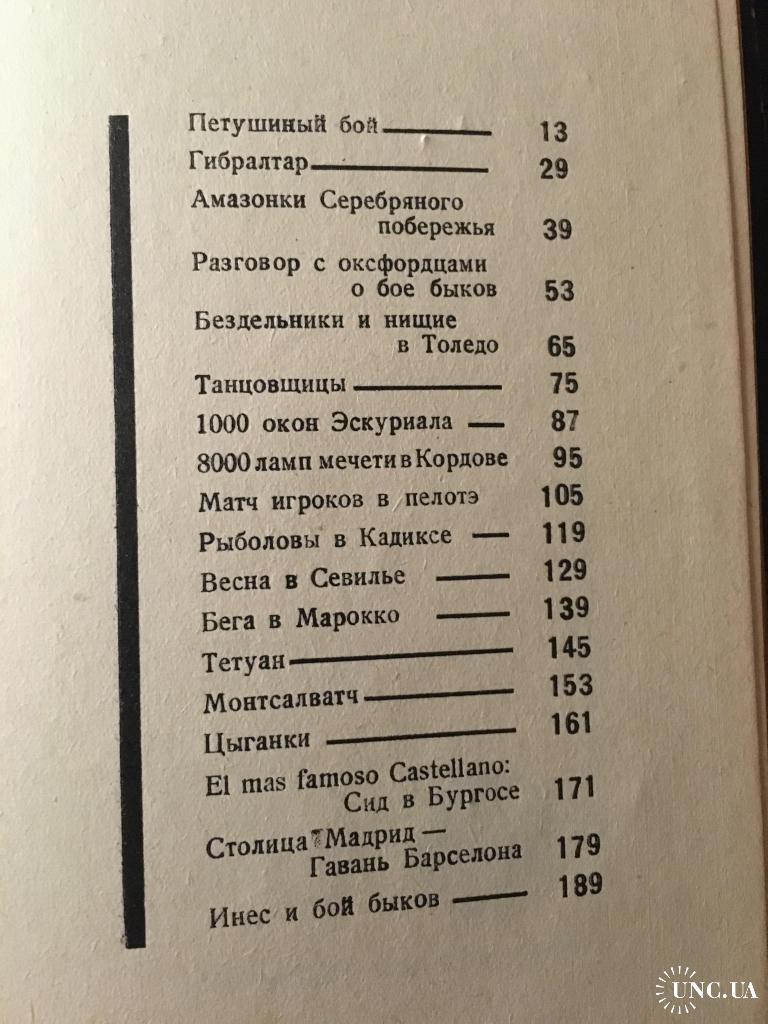 Петушиный бой — 13
Гибралтар — 29
Амазонки Серебряного
побережья 39
Разговор с оксфордцами
о бое быков 53
Бездельники и нищие
в Толедо 65
Танцовщицы — 75
1000 окон Эскуриала — 87
8000 ламп мечети в Кордове 95
Матч игроков в пелотэ 105
Рыболовы в Кадиксе — 119
Весна в Севилье — 129
Бега в Марокко — 139
Тетуан — 145
Монтсалватч — 153
Цыганки — 161
El mas famoso Castellano:
Сид в Бургосе 171
Столица Мадрид —
Гавань Барселона 179
Инес и бой быков — 189
UNC.UA